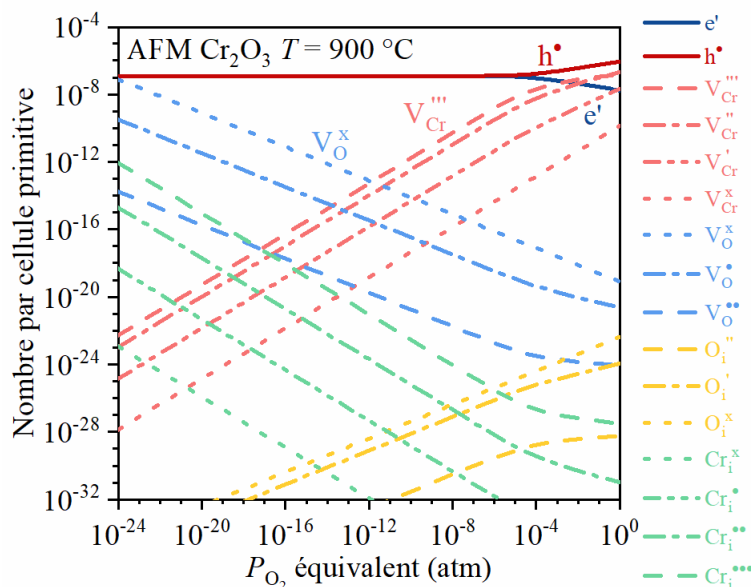 10⁻⁴
10⁻⁸
10⁻¹²
10⁻¹⁶
10⁻²⁰
10⁻²⁴
10⁻²⁸
10⁻³²
Nombre par cellule primitive
AFM Cr₂O₃ T = 900 °C
h•
V_Cr'''
e'
V_O^x
10⁻²⁴ 10⁻²⁰ 10⁻¹⁶ 10⁻¹² 10⁻⁸ 10⁻⁴ 10⁰
P_O₂ équivalent (atm)
e'
h•
V_Cr'''
V_Cr''
V_Cr'
V_Cr^x
V_O^x
V_O^•
V_O^••
O_i''
O_i'
O_i^x
Cr_i^x
Cr_i^•
Cr_i^••
Cr_i^•••